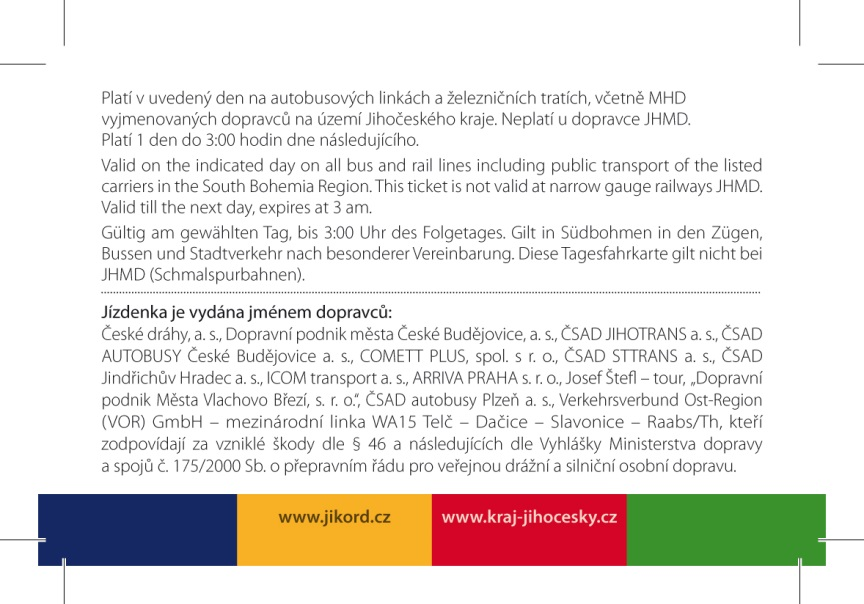 Platí v uvedený den na autobusových linkách a železničních tratích, včetně MHD
vyjmenovaných dopravců na území Jihočeského kraje. Neplatí u dopravce JHMD.
Platí 1 den do 3:00 hodin dne následujícího.
Valid on the indicated day on all bus and rail lines including public transport of the listed
carriers in the South Bohemia Region. This ticket is not valid at narrow gauge railways JHMD.
Valid till the next day, expires at 3 am.
Gültig am gewählten Tag, bis 3:00 Uhr des Folgetages. Gilt in Südbohmen in den Zügen,
Bussen und Stadtverkehr nach besonderer Vereinbarung. Diese Tagesfahrkarte gilt nicht bei
JHMD (Schmalspurbahnen).
Jízdenka je vydána jménem dopravců:
České dráhy, a. s., Dopravní podnik města České Budějovice, a. s., ČSAD JIHOTRANS a. s., ČSAD
AUTOBUSY České Budějovice a. s., COMETT PLUS, spol. s r. o., ČSAD STTRANS a. s., ČSAD
Jindřichův Hradec a. s., ICOM transport a. s., ARRIVA PRAHA s. r. o., Josef Štefl – tour, „Dopravní
podnik Města Vlachovo Březí, s. r. o.“, ČSAD autobusy Plzeň a. s., Verkehrsverbund Ost-Region
(VOR) GmbH – mezinárodní linka WA15 Telč – Dačice – Slavonice – Raabs/Th, kteří
zodpovídají za vzniklé škody dle § 46 a následujících dle Vyhlášky Ministerstva dopravy
a spojů č. 175/2000 Sb. o přepravním řádu pro veřejnou drážní a silniční osobní dopravu.
www.jikord.cz www.kraj-jihocesky.cz